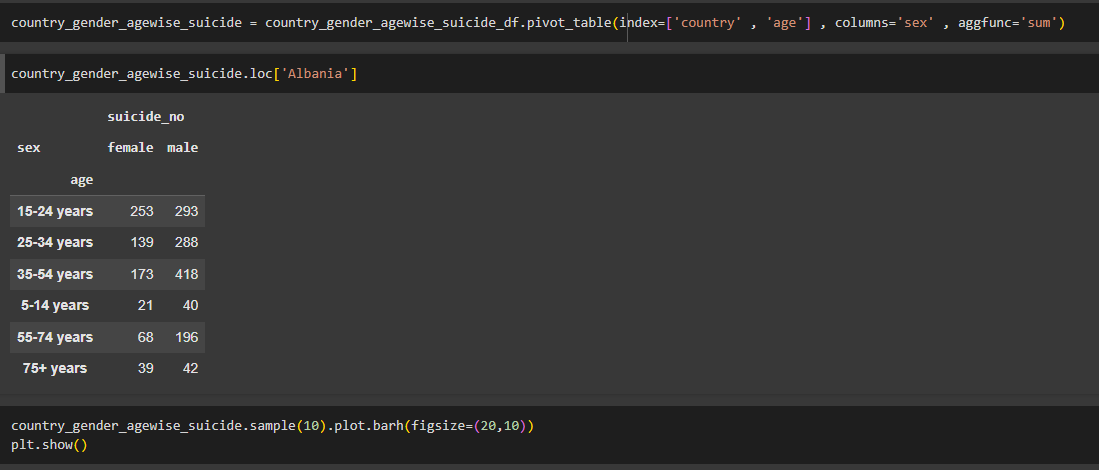 country_gender_agewise_suicide = country_gender_agewise_suicide_df.pivot_table(index=['country' , 'age'] , columns='sex' , aggfunc='sum')
country_gender_agewise_suicide.loc['Albania']
suicide_no
sex female male
age
15-24 years 253 293
25-34 years 139 288
35-54 years 173 418
5-14 years 21 40
55-74 years 68 196
75+ years 39 42
country_gender_agewise_suicide.sample(10).plot.barh(figsize=(20,10))
plt.show()